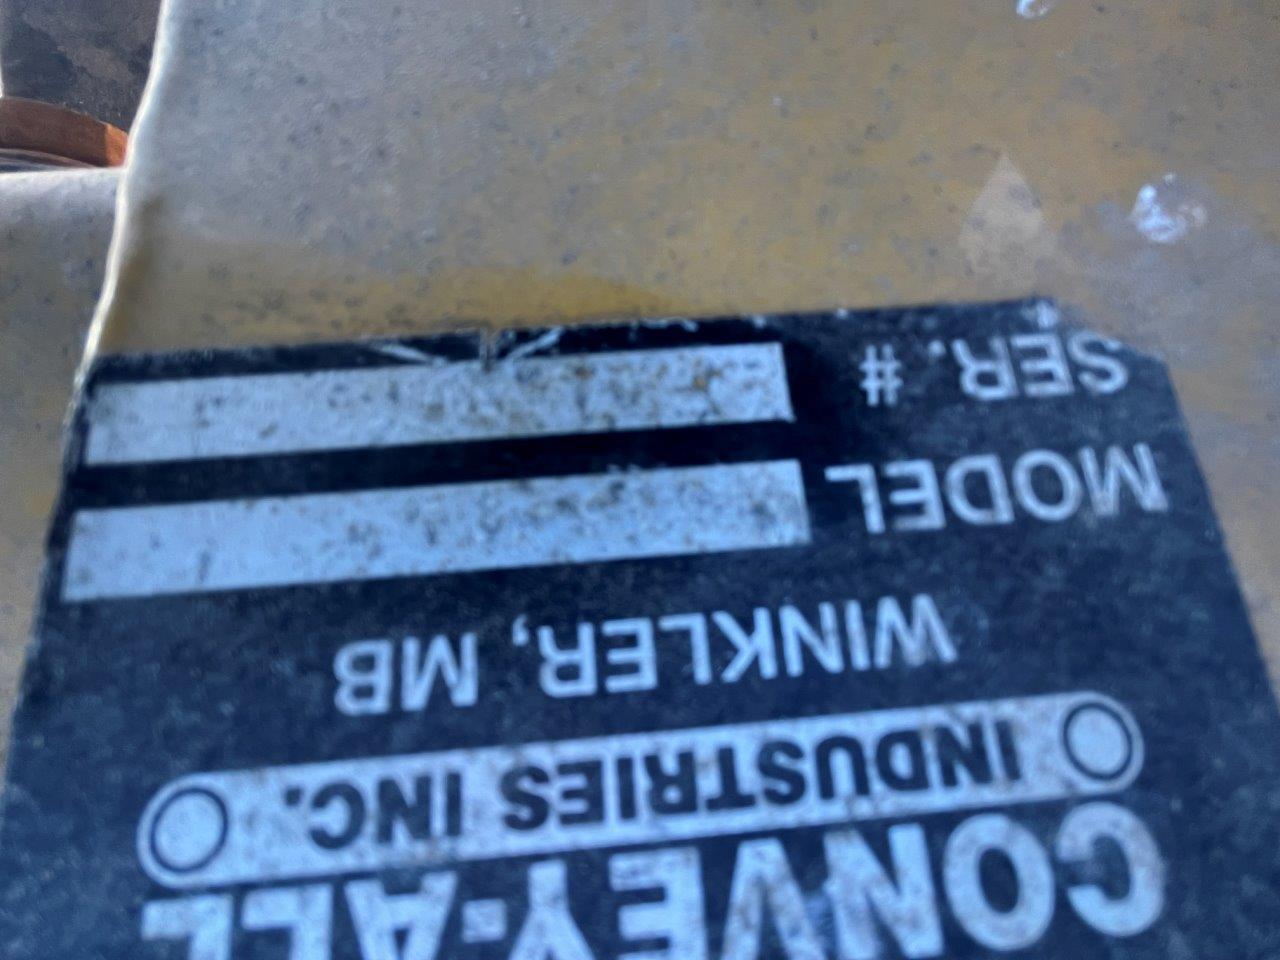 CONVEY-ALL
INDUSTRIES INC.
WINKLER, MB
MODEL
SER. #